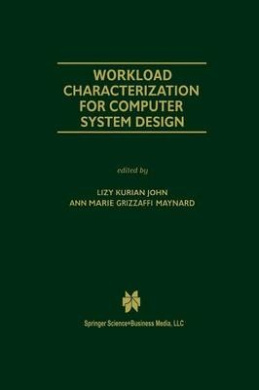 WORKLOAD
CHARACTERIZATION
FOR COMPUTER
SYSTEM DESIGN
edited by
LIZY KURIAN JOHN
ANN MARIE GRIZZAFFI MAYNARD
Springer Science+Business Media, LLC